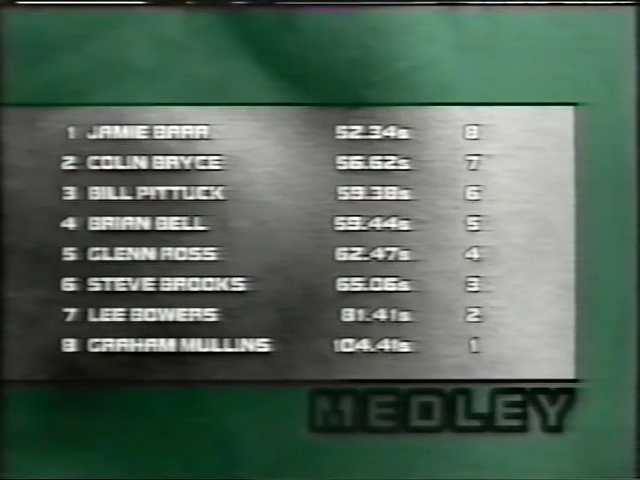 1 JAMIE BARR 52.34s 8
2 COLIN BRYCE 56.62s 7
3 BILL PITTUCK 59.38s 6
4 BRIAN BELL 59.44s 5
5 GLENN ROSS 62.47s 4
6 STEVE BROOKS 65.06s 3
7 LEE BOWERS 81.41s 2
8 GRAHAM MULLINS 104.41s 1
MEDLEY